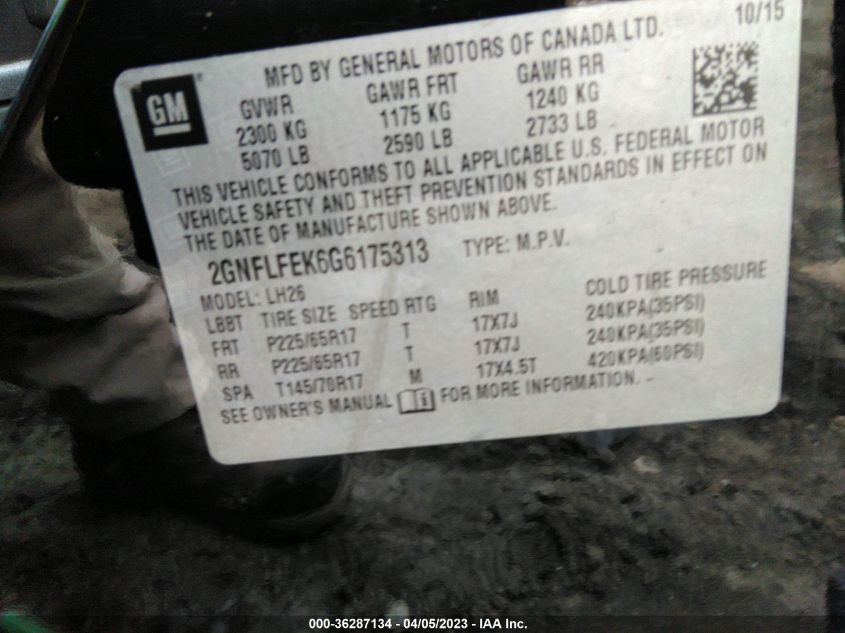 10/15
MFD BY GENERAL MOTORS OF CANADA LTD.
GM
GVWR GAWR FRT GAWR RR
2300 KG 1175 KG 1240 KG
5070 LB 2590 LB 2733 LB
THIS VEHICLE CONFORMS TO ALL APPLICABLE U.S. FEDERAL MOTOR
VEHICLE SAFETY AND THEFT PREVENTION STANDARDS IN EFFECT ON
THE DATE OF MANUFACTURE SHOWN ABOVE.
2GNFLFEK6G6175313 TYPE: M.P.V.
MODEL: LH26
LBBT TIRE SIZE SPEED RTG RIM COLD TIRE PRESSURE
FRT P225/65R17 T 17X7J 240KPA(35PSI)
RR P225/65R17 T 17X7J 240KPA(35PSI)
SPA T145/70R17 M 17X4.5T 420KPA(60PSI)
SEE OWNER'S MANUAL i FOR MORE INFORMATION.
000-36287134 - 04/05/2023 - IAA Inc.